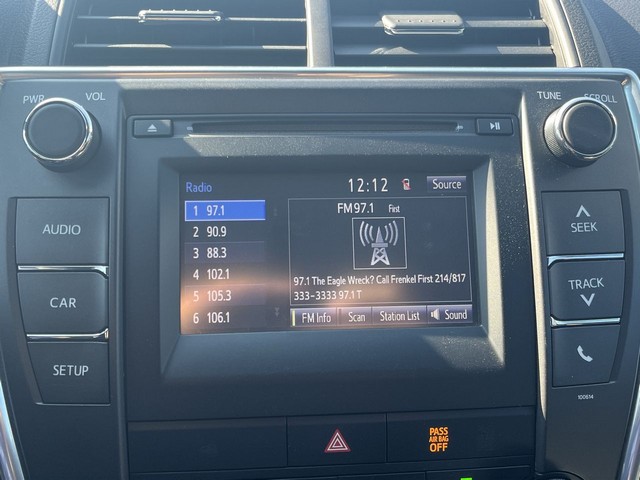 PWR VOL
TUNE SCROLL
Radio 12:12 Source
1 97.1
2 90.9
3 88.3
4 102.1
5 105.3
6 106.1
FM 97.1 First
97.1 The Eagle Wreck? Call Frenkel First 214/817
333-3333 97.1 T
FM Info Scan Station List Sound
AUDIO
CAR
SETUP
SEEK
TRACK
100614
PASS
AIR BAG
OFF